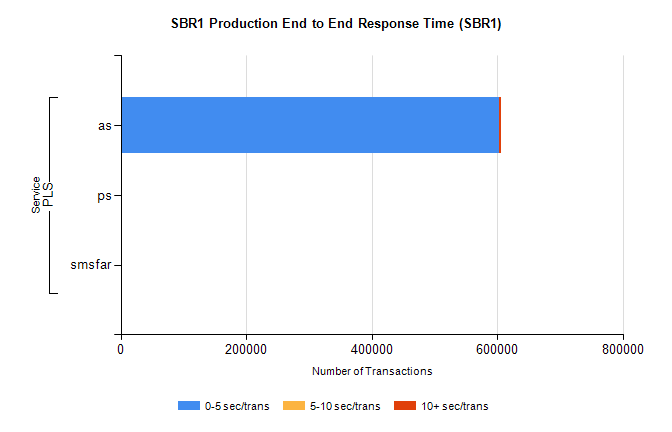 SBR1 Production End to End Response Time (SBR1)
Service
PLS
as
ps
smsfar
0 200000 400000 600000 800000
Number of Transactions
0-5 sec/trans 5-10 sec/trans 10+ sec/trans